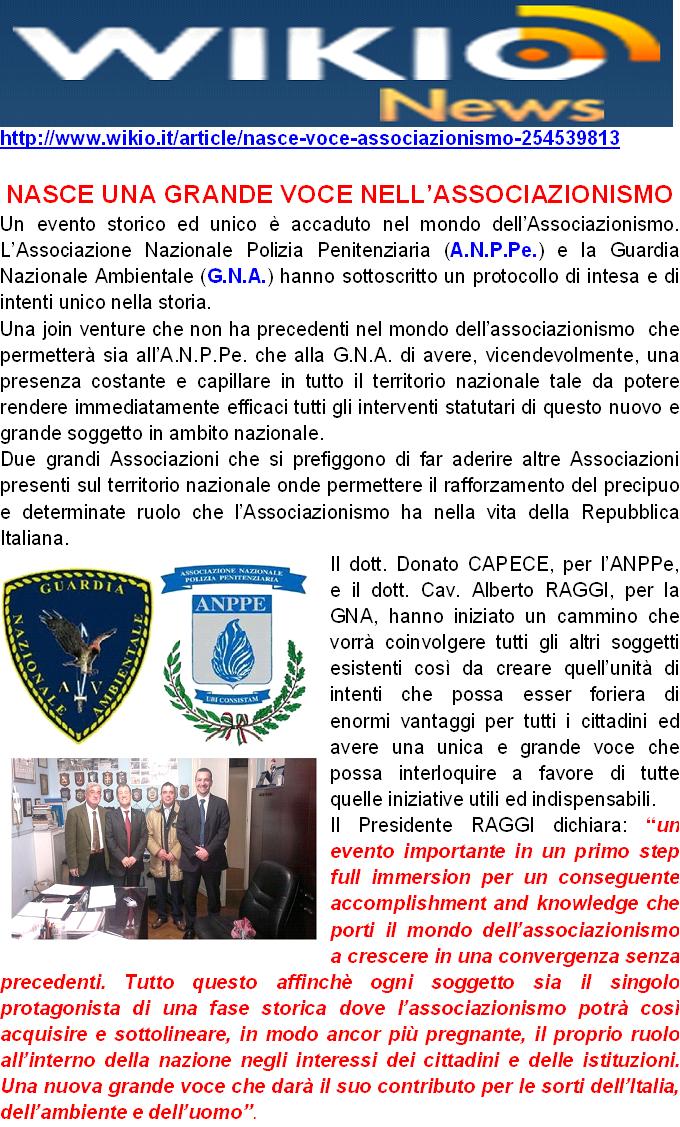 WIKIO
News
http://www.wikio.it/article/nasce-voce-associazionismo-254539813
NASCE UNA GRANDE VOCE NELL'ASSOCIAZIONISMO
Un evento storico ed unico è accaduto nel mondo dell'Associazionismo.
L'Associazione Nazionale Polizia Penitenziaria (A.N.P.Pe.) e la Guardia
Nazionale Ambientale (G.N.A.) hanno sottoscritto un protocollo di intesa e di
intenti unico nella storia.
Una join venture che non ha precedenti nel mondo dell'associazionismo che
permetterà sia all'A.N.P.Pe. che alla G.N.A. di avere, vicendevolmente, una
presenza costante e capillare in tutto il territorio nazionale tale da potere
rendere immediatamente efficaci tutti gli interventi statutari di questo nuovo e
grande soggetto in ambito nazionale.
Due grandi Associazioni che si prefiggono di far aderire altre Associazioni
presenti sul territorio nazionale onde permettere il rafforzamento del precipuo
e determinate ruolo che l'Associazionismo ha nella vita della Repubblica
Italiana.
GUARDIA
NAZIONALE AMBIENTALE
A V
ASSOCIAZIONE NAZIONALE
POLIZIA PENITENZIARIA
ANPPE
UBI CONSISTAM
Il dott. Donato CAPECE, per l'ANPPe,
e il dott. Cav. Alberto RAGGI, per la
GNA, hanno iniziato un cammino che
vorrà coinvolgere tutti gli altri soggetti
esistenti così da creare quell'unità di
intenti che possa esser foriera di
enormi vantaggi per tutti i cittadini ed
avere una unica e grande voce che
possa interloquire a favore di tutte
quelle iniziative utili ed indispensabili.
Il Presidente RAGGI dichiara: "un
evento importante in un primo step
full immersion per un conseguente
accomplishment and knowledge che
porti il mondo dell'associazionismo
a crescere in una convergenza senza
precedenti. Tutto questo affinchè ogni soggetto sia il singolo
protagonista di una fase storica dove l'associazionismo potrà così
acquisire e sottolineare, in modo ancor più pregnante, il proprio ruolo
all'interno della nazione negli interessi dei cittadini e delle istituzioni.
Una nuova grande voce che darà il suo contributo per le sorti dell'Italia,
dell'ambiente e dell'uomo".